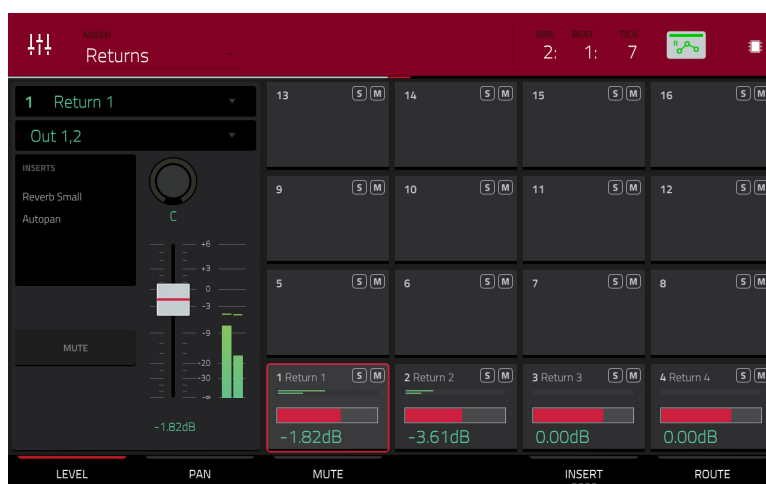 MIXER
Returns
BAR BEAT TICK
2: 1: 7
1 Return 1
Out 1,2
INSERTS
Reverb Small
Autopan
C
+6
+3
0
-3
-9
-20
-30
-∞
MUTE
-1.82dB
13 S M
14 S M
15 S M
16 S M
9 S M
10 S M
11 S M
12 S M
5 S M
6 S M
7 S M
8 S M
1 Return 1 S M
-1.82dB
2 Return 2 S M
-3.61dB
3 Return 3 S M
0.00dB
4 Return 4 S M
0.00dB
LEVEL PAN MUTE INSERT ROUTE